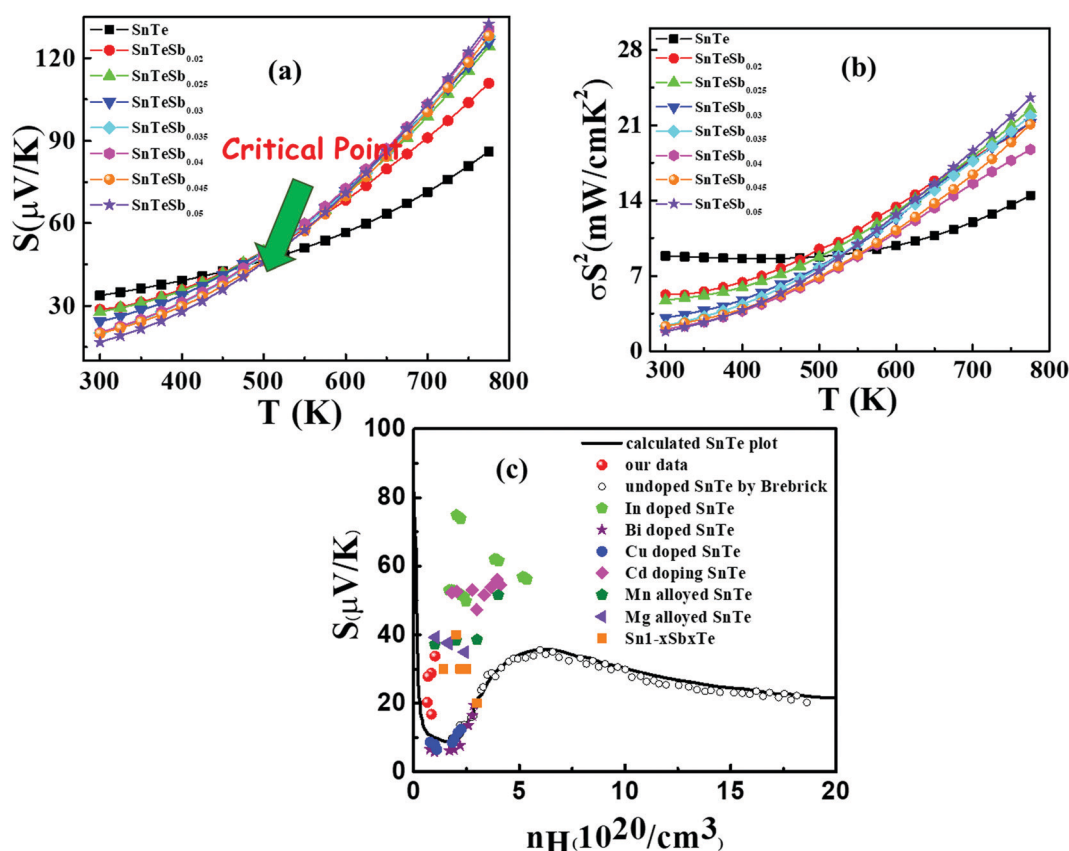 SnTe
SnTeSb0.02
SnTeSb0.025
SnTeSb0.03
SnTeSb0.035
SnTeSb0.04
SnTeSb0.045
SnTeSb0.05
(a)
Critical Point
120
90
60
30
S(μV/K)
300 400 500 600 700 800
T (K)
SnTe
SnTeSb0.02
SnTeSb0.025
SnTeSb0.03
SnTeSb0.035
SnTeSb0.04
SnTeSb0.045
SnTeSb0.05
(b)
28
21
14
7
0
σS2(mW/cmK2)
300 400 500 600 700 800
T (K)
(c)
calculated SnTe plot
our data
undoped SnTe by Brebrick
In doped SnTe
Bi doped SnTe
Cu doped SnTe
Cd doping SnTe
Mn alloyed SnTe
Mg alloyed SnTe
Sn1-xSbxTe
100
80
60
40
20
0
S(μV/K)
0 5 10 15 20
nH(1020/cm3)